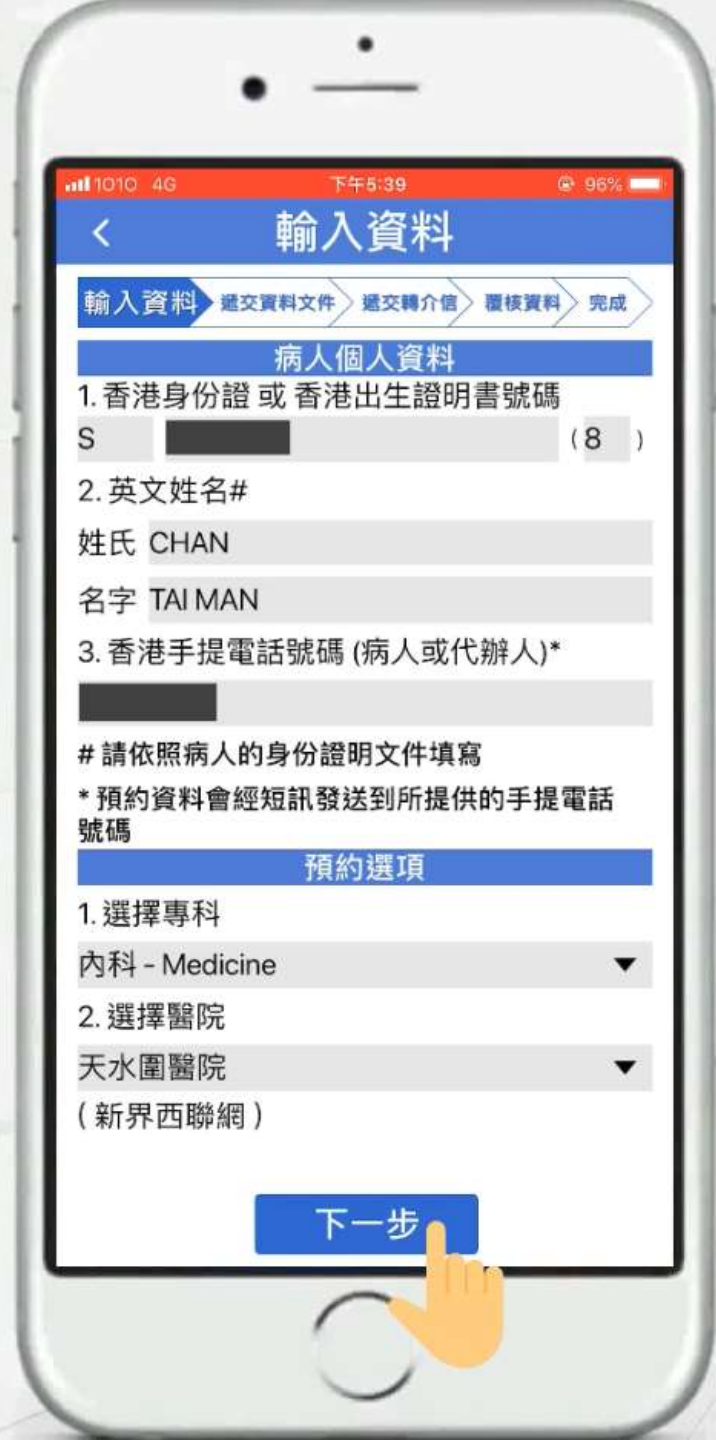 1010 4G 下午5:39 96%
輸入資料
輸入資料 遞交資料文件 遞交轉介信 覆核資料 完成
病人個人資料
1. 香港身份證 或 香港出生證明書號碼
S (8)
2. 英文姓名#
姓氏 CHAN
名字 TAI MAN
3. 香港手提電話號碼 (病人或代辦人)*
# 請依照病人的身份證明文件填寫
* 預約資料會經短訊發送到所提供的手提電話
號碼
預約選項
1. 選擇專科
內科 - Medicine
2. 選擇醫院
天水圍醫院
( 新界西聯網 )
下一步